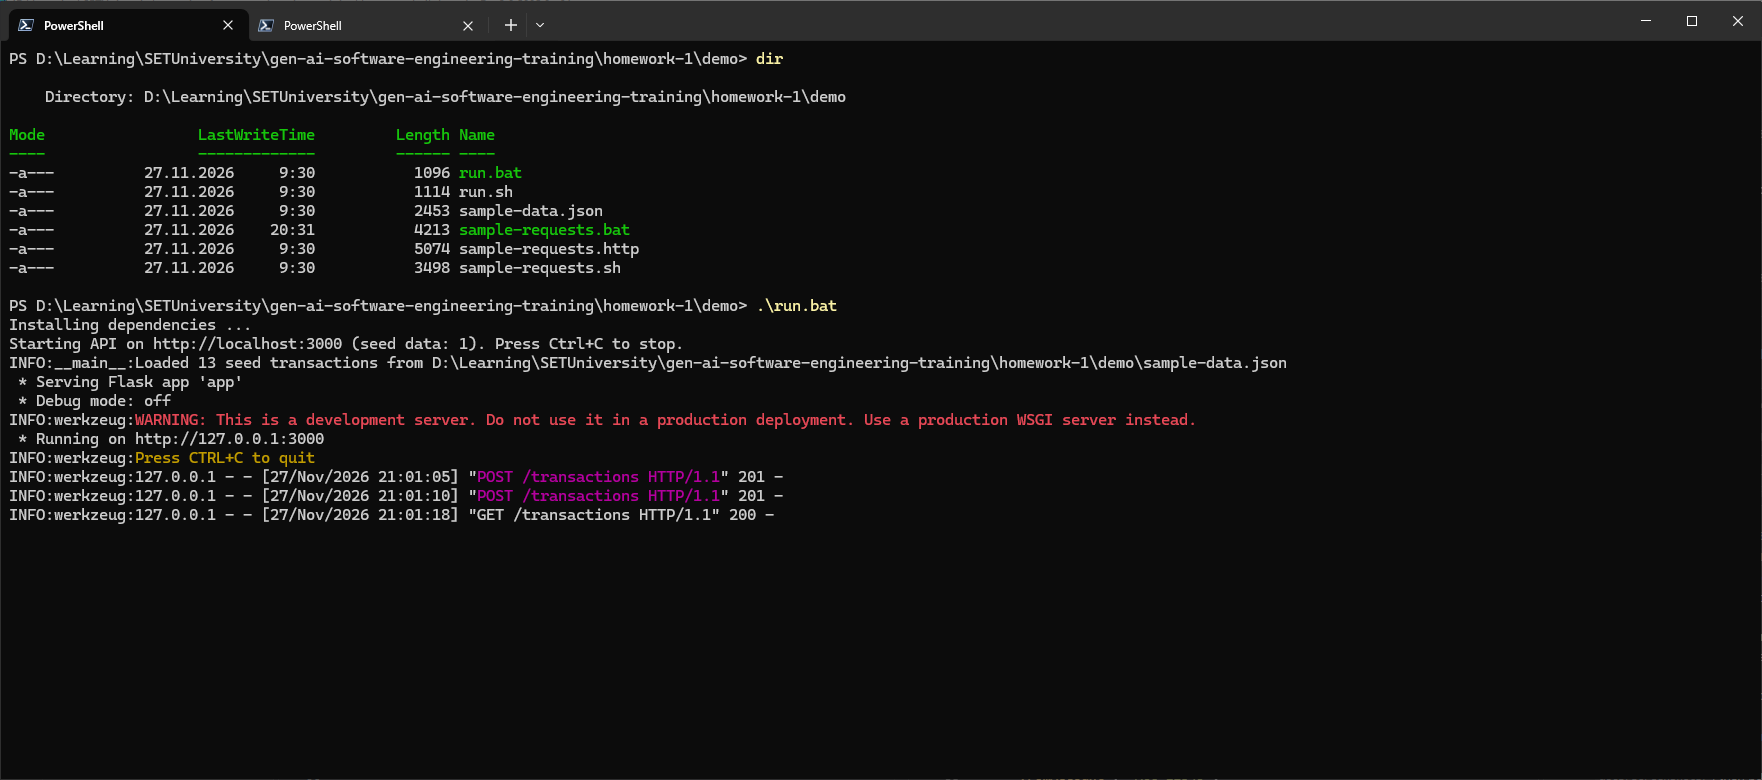 PowerShell
PowerShell
PS D:\Learning\SETUniversity\gen-ai-software-engineering-training\homework-1\demo> dir
Directory: D:\Learning\SETUniversity\gen-ai-software-engineering-training\homework-1\demo
Mode                 LastWriteTime         Length Name
----                 -------------         ------ ----
-a---          27.11.2026     9:30           1096 run.bat
-a---          27.11.2026     9:30           1114 run.sh
-a---          27.11.2026     9:30           2453 sample-data.json
-a---          27.11.2026    20:31           4213 sample-requests.bat
-a---          27.11.2026     9:30           5074 sample-requests.http
-a---          27.11.2026     9:30           3498 sample-requests.sh
PS D:\Learning\SETUniversity\gen-ai-software-engineering-training\homework-1\demo> .\run.bat
Installing dependencies ...
Starting API on http://localhost:3000 (seed data: 1). Press Ctrl+C to stop.
INFO:__main__:Loaded 13 seed transactions from D:\Learning\SETUniversity\gen-ai-software-engineering-training\homework-1\demo\sample-data.json
 * Serving Flask app 'app'
 * Debug mode: off
INFO:werkzeug:WARNING: This is a development server. Do not use it in a production deployment. Use a production WSGI server instead.
 * Running on http://127.0.0.1:3000
INFO:werkzeug:Press CTRL+C to quit
INFO:werkzeug:127.0.0.1 - - [27/Nov/2026 21:01:05] "POST /transactions HTTP/1.1" 201 -
INFO:werkzeug:127.0.0.1 - - [27/Nov/2026 21:01:10] "POST /transactions HTTP/1.1" 201 -
INFO:werkzeug:127.0.0.1 - - [27/Nov/2026 21:01:18] "GET /transactions HTTP/1.1" 200 -